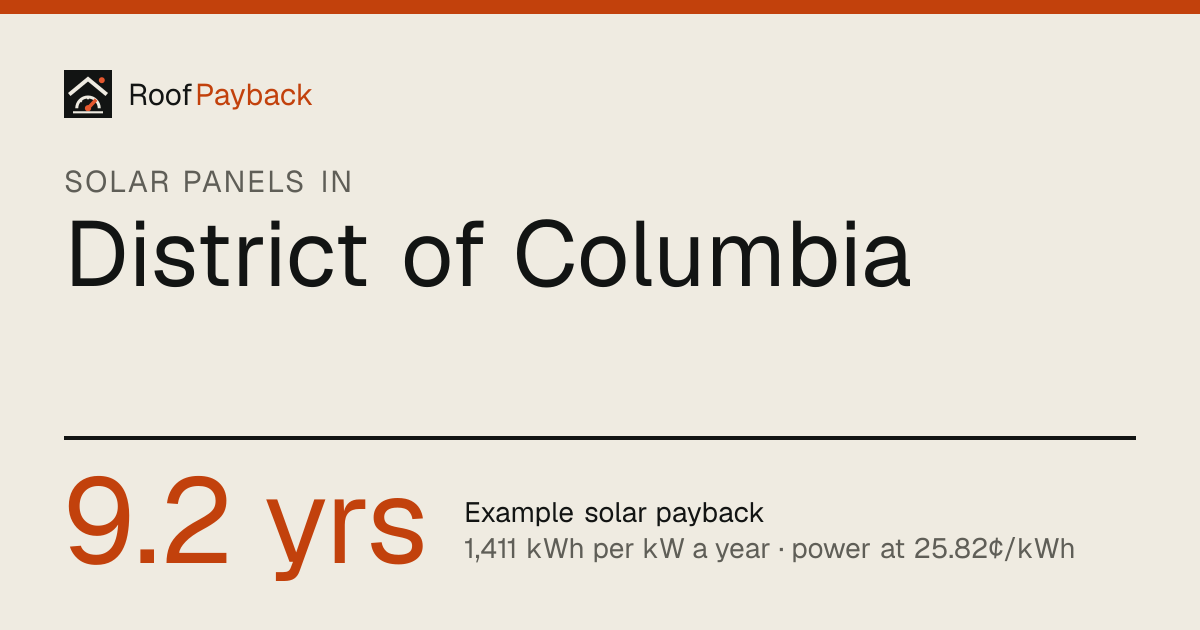 RoofPayback
SOLAR PANELS IN
District of Columbia
9.2 yrs
Example solar payback
1,411 kWh per kW a year · power at 25.82¢/kWh